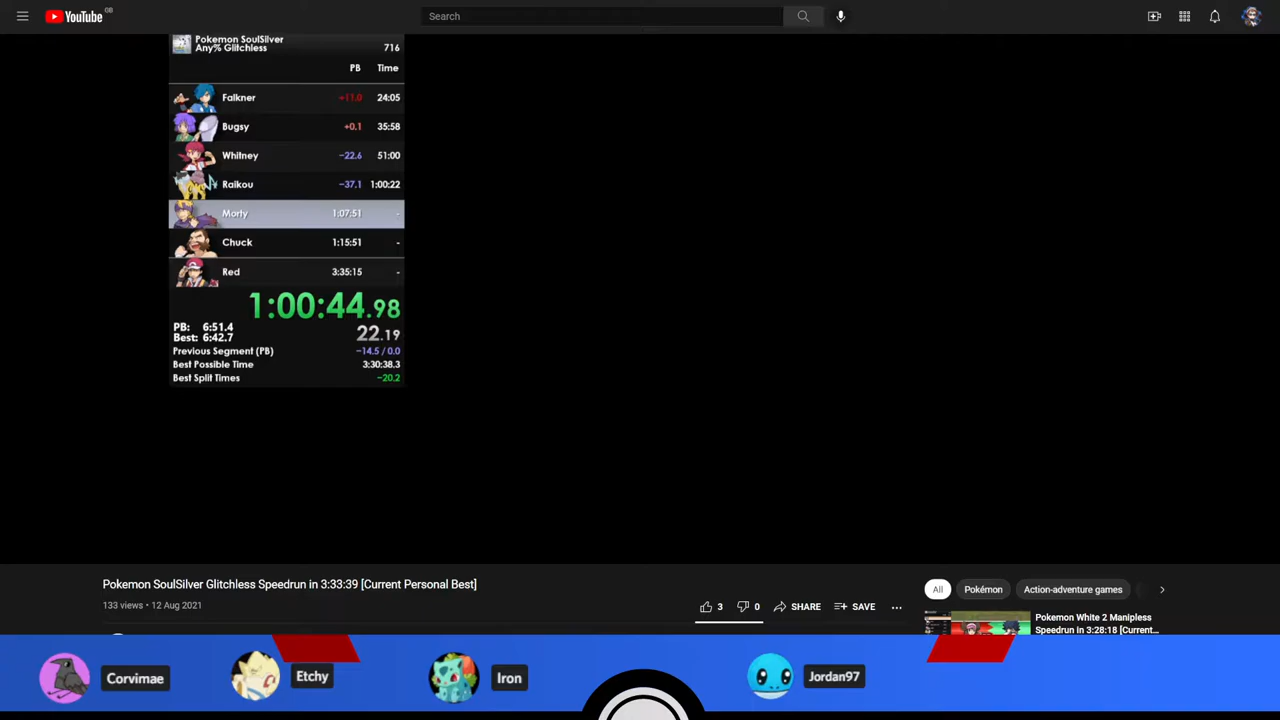 YouTube GB
Search
Pokemon SoulSilver
Any% Glitchless 716
PB Time
Falkner +11.0 24:05
Bugsy +0.1 35:58
Whitney −22.6 51:00
Raikou −37.1 1:00:22
Morty 1:07:51 -
Chuck 1:15:51 -
Red 3:35:15 -
1:00:44.98
PB: 6:51.4 22.19
Best: 6:42.7
Previous Segment (PB) −14.5 / 0.0
Best Possible Time 3:30:38.3
Best Split Times −20.2
Pokemon SoulSilver Glitchless Speedrun in 3:33:39 [Current Personal Best]
133 views • 12 Aug 2021
3 0 SHARE SAVE ...
All Pokémon Action-adventure games
Pokemon White 2 Manipless
Speedrun in 3:28:18 [Current...
Corvimae Etchy Iron Jordan97